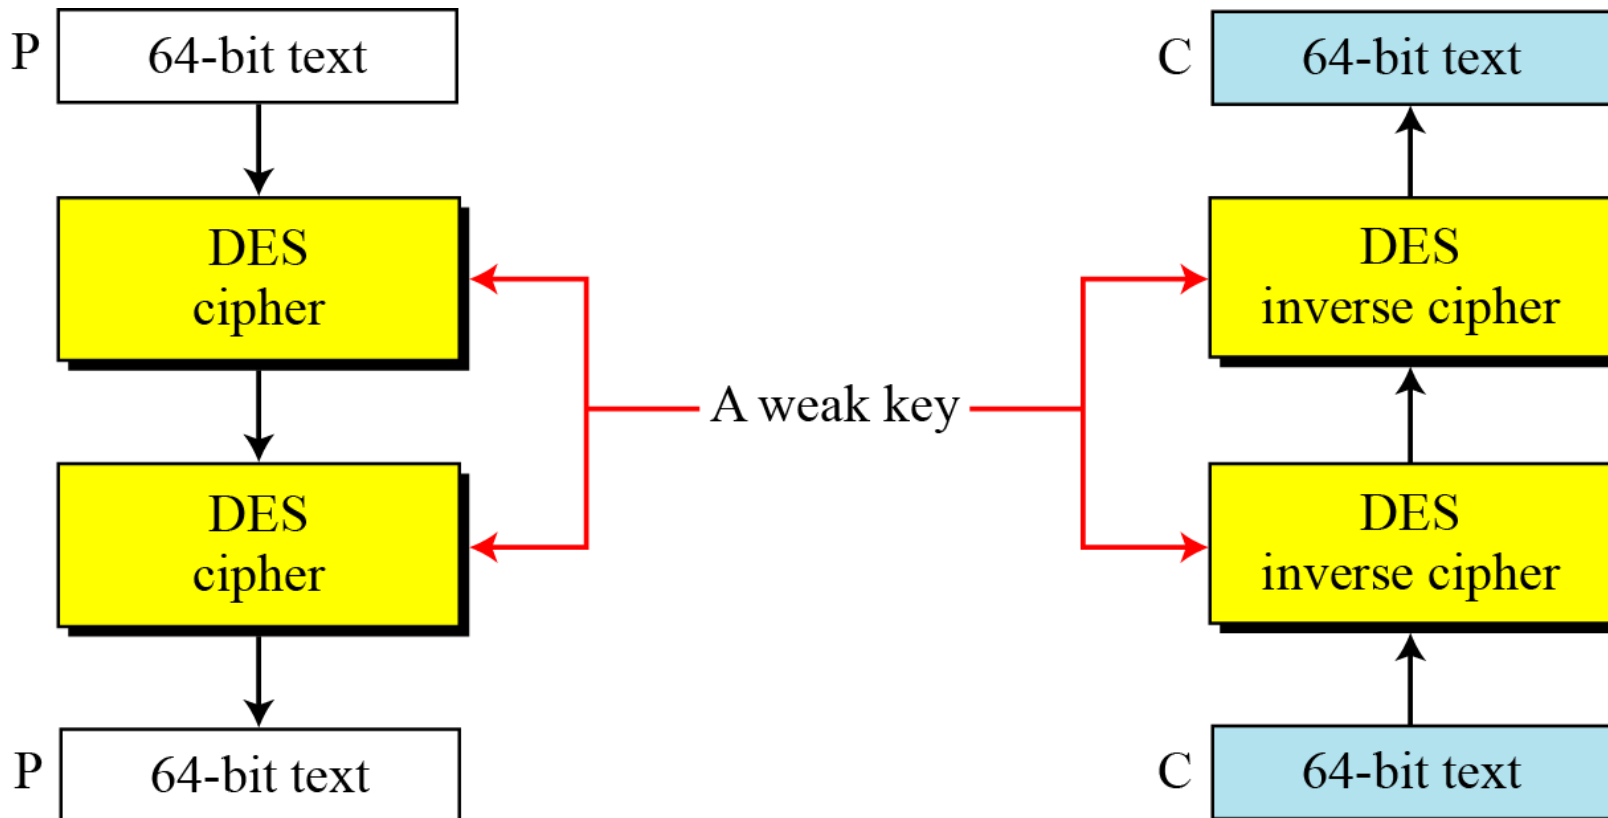 P 64-bit text
DES
cipher
DES
cipher
P 64-bit text
A weak key
C 64-bit text
DES
inverse cipher
DES
inverse cipher
C 64-bit text